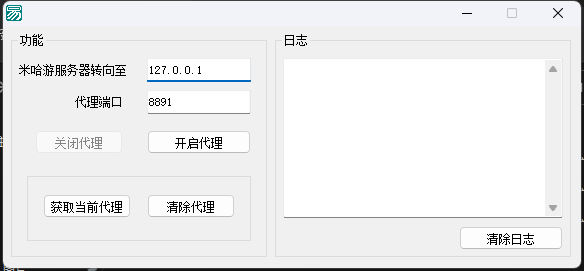 功能
米哈游服务器转向至 127.0.0.1
代理端口 8891
关闭代理 开启代理
获取当前代理 清除代理
日志
清除日志